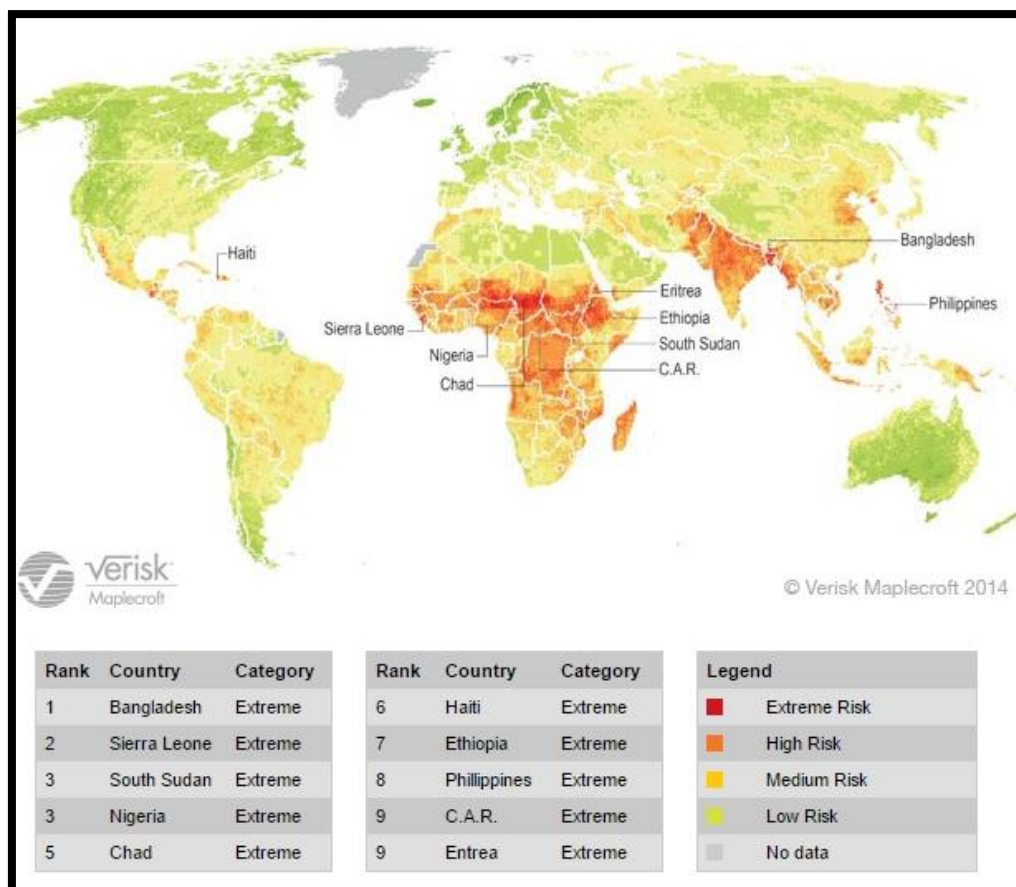 Haiti
Bangladesh
Eritrea
Philippines
Ethiopia
Sierra Leone
South Sudan
Nigeria
C.A.R.
Chad
verisk
Maplecroft
© Verisk Maplecroft 2014
Rank Country Category
1 Bangladesh Extreme
2 Sierra Leone Extreme
3 South Sudan Extreme
3 Nigeria Extreme
5 Chad Extreme
Rank Country Category
6 Haiti Extreme
7 Ethiopia Extreme
8 Phillippines Extreme
9 C.A.R. Extreme
9 Entrea Extreme
Legend
Extreme Risk
High Risk
Medium Risk
Low Risk
No data